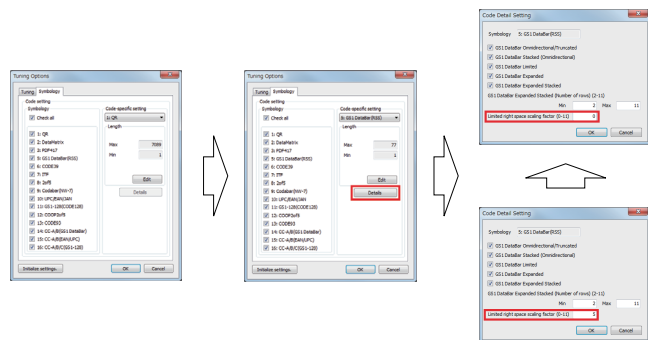 Tuning Options
Tuning Symbology
Code setting
Symbology
Check all
1: QR
2: DataMatrix
3: PDF417
5: GS1 DataBar(RSS)
6: CODE39
7: ITF
8: 2of5
9: Codabar(NW-7)
10: UPC/EAN/JAN
11: GS1-128(CODE128)
12: COOP2of5
13: CODE93
14: CC-A/B(GS1 DataBar)
15: CC-A/B(EAN/UPC)
16: CC-A/B/C(GS1-128)
Code-specific setting
1: QR
Length
Max 7089
Min 1
Edit
Details
Initialize settings. OK Cancel
Tuning Options
Tuning Symbology
Code setting
Symbology
Check all
1: QR
2: DataMatrix
3: PDF417
5: GS1 DataBar(RSS)
6: CODE39
7: ITF
8: 2of5
9: Codabar(NW-7)
10: UPC/EAN/JAN
11: GS1-128(CODE128)
12: COOP2of5
13: CODE93
14: CC-A/B(GS1 DataBar)
15: CC-A/B(EAN/UPC)
16: CC-A/B/C(GS1-128)
Code-specific setting
5: GS1 DataBar(RSS)
Length
Max 77
Min 1
Edit
Details
Initialize settings. OK Cancel
Code Detail Setting
Symbology 5: GS1 DataBar(RSS)
GS1 DataBar Omnidirectional/Truncated
GS1 DataBar Stacked (Omnidirectional)
GS1 DataBar Limited
GS1 DataBar Expanded
GS1 DataBar Expanded Stacked
GS1 DataBar Expanded Stacked (Number of rows) (2-11)
Min 2 Max 11
Limited right space scaling factor (0-11) 0
OK Cancel
Code Detail Setting
Symbology 5: GS1 DataBar(RSS)
GS1 DataBar Omnidirectional/Truncated
GS1 DataBar Stacked (Omnidirectional)
GS1 DataBar Limited
GS1 DataBar Expanded
GS1 DataBar Expanded Stacked
GS1 DataBar Expanded Stacked (Number of rows) (2-11)
Min 2 Max 11
Limited right space scaling factor (0-11) 5
OK Cancel